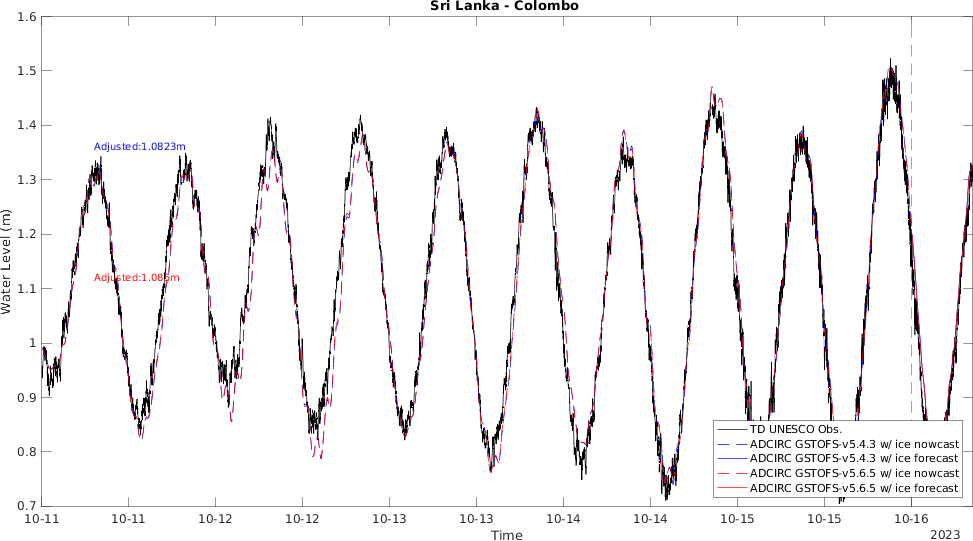 Sri Lanka - Colombo
1.6
1.5
1.4
1.3
1.2
1.1
1
0.9
0.8
0.7
Water Level (m)
Adjusted:1.0823m
Adjusted:1.083m
TD UNESCO Obs.
ADCIRC GSTOFS-v5.4.3 w/ ice nowcast
ADCIRC GSTOFS-v5.4.3 w/ ice forecast
ADCIRC GSTOFS-v5.6.5 w/ ice nowcast
ADCIRC GSTOFS-v5.6.5 w/ ice forecast
10-11 10-11 10-12 10-12 10-13 10-13 10-14 10-14 10-15 10-15 10-16
Time
2023